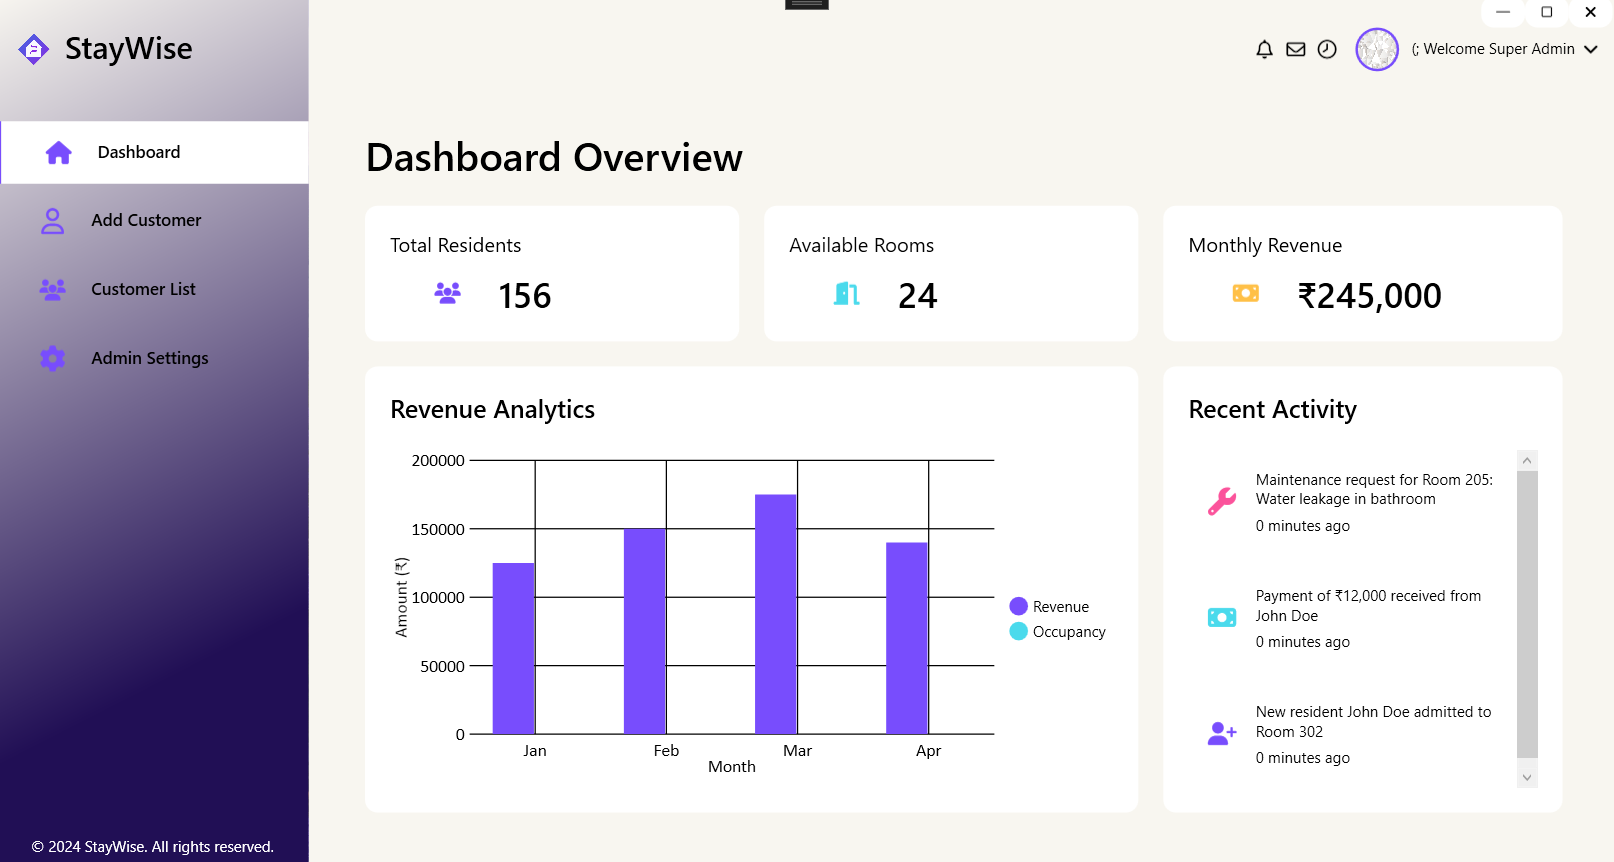 StayWise
(; Welcome Super Admin
Dashboard
Add Customer
Customer List
Admin Settings
© 2024 StayWise. All rights reserved.
Dashboard Overview
Total Residents
156
Available Rooms
24
Monthly Revenue
₹245,000
Revenue Analytics
200000
150000
100000
50000
0
Amount (₹)
Jan
Feb
Mar
Apr
Month
Revenue
Occupancy
Recent Activity
Maintenance request for Room 205:
Water leakage in bathroom
0 minutes ago
Payment of ₹12,000 received from
John Doe
0 minutes ago
New resident John Doe admitted to
Room 302
0 minutes ago